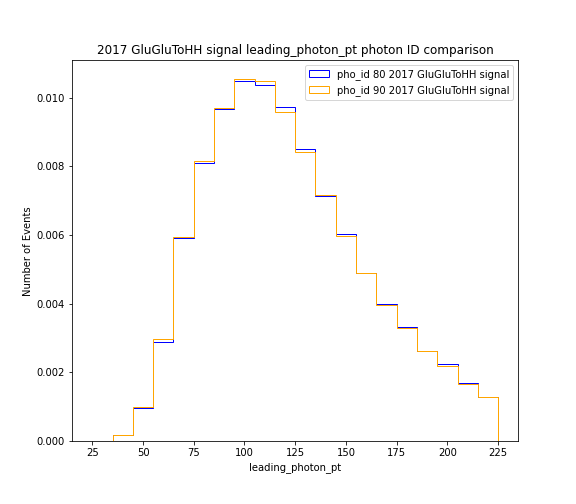 2017 GluGluToHH signal leading_photon_pt photon ID comparison
pho_id 80 2017 GluGluToHH signal
pho_id 90 2017 GluGluToHH signal
Number of Events
0.010
0.008
0.006
0.004
0.002
0.000
25 50 75 100 125 150 175 200 225
leading_photon_pt